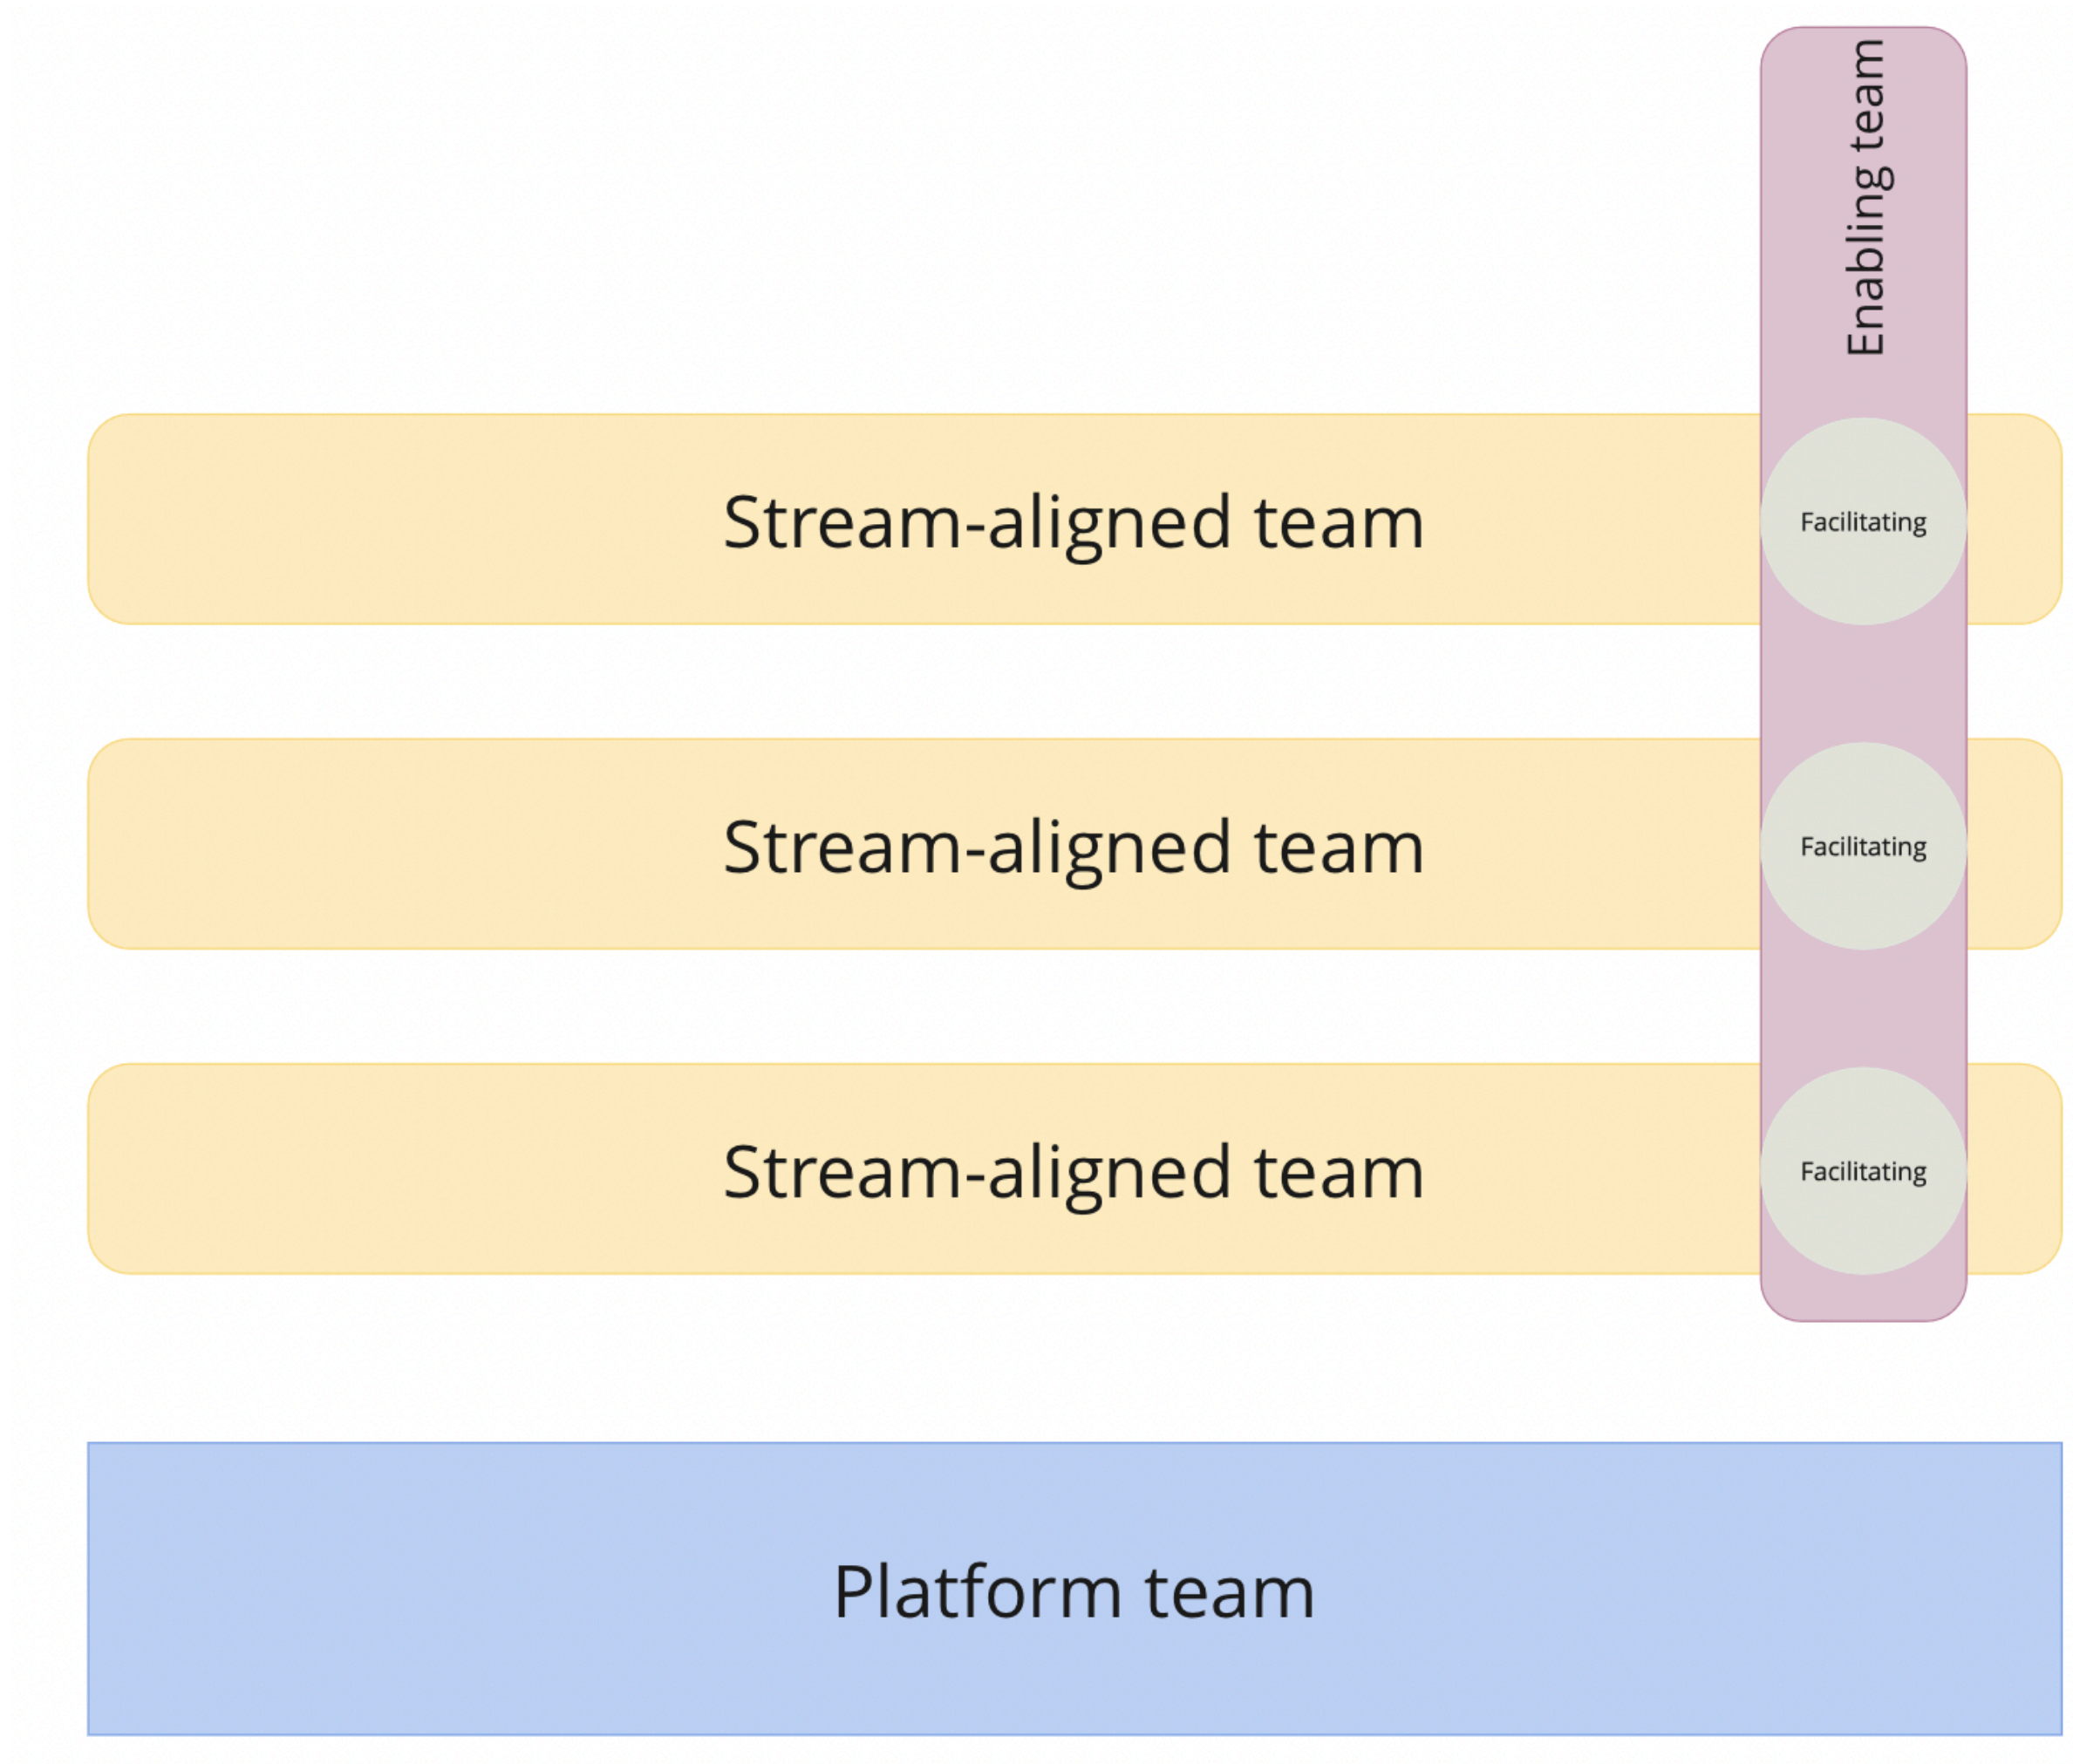 Enabling team
Stream-aligned team
Facilitating
Stream-aligned team
Facilitating
Stream-aligned team
Facilitating
Platform team